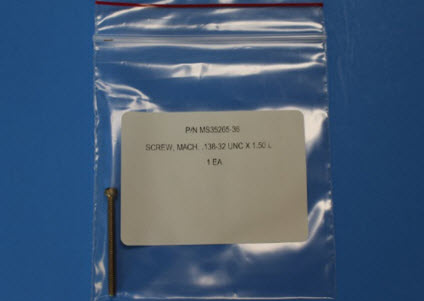 P/N MS35265-36
SCREW, MACH, .138-32 UNC X 1.50 L
1 EA